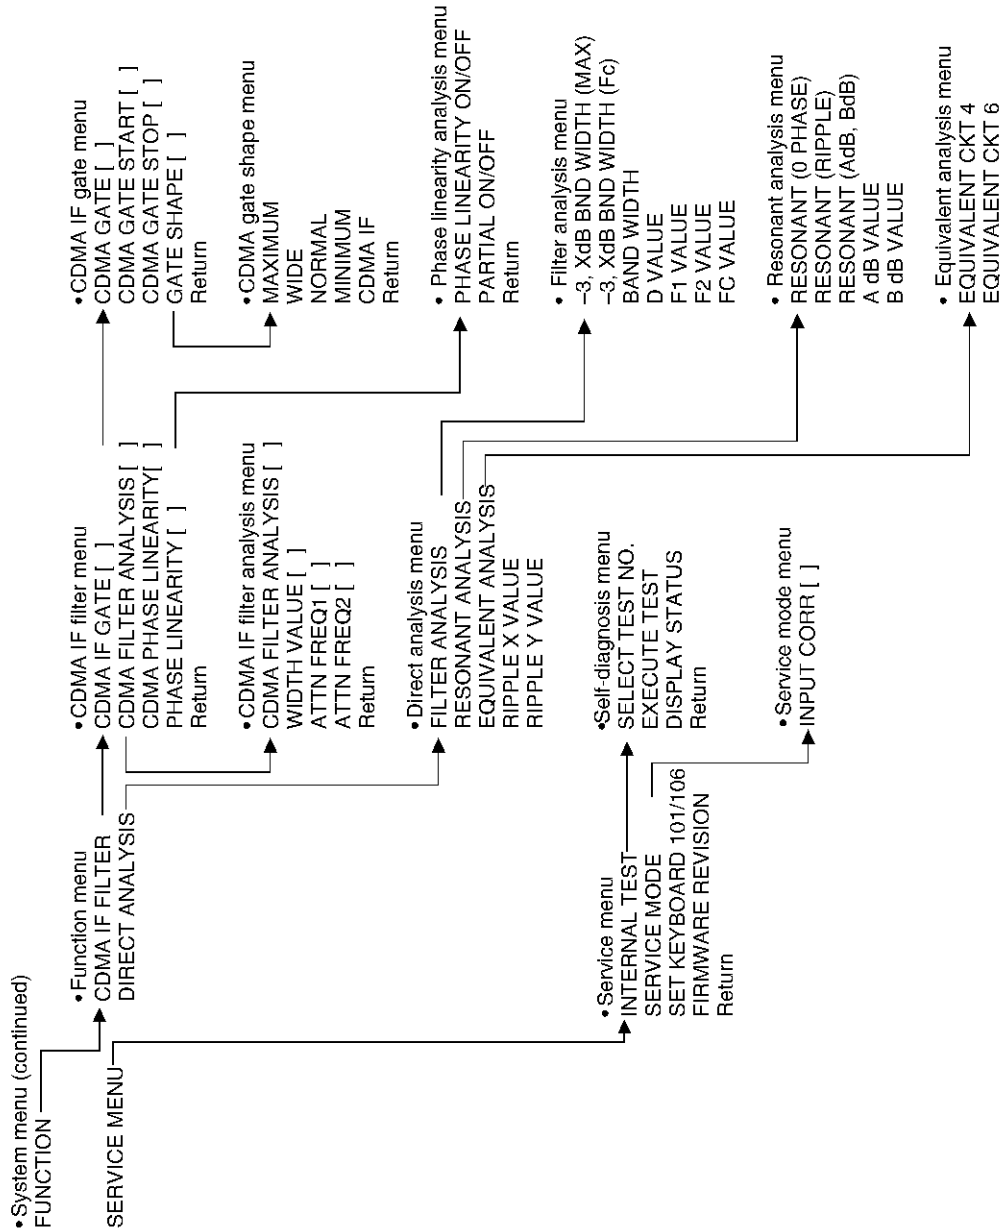 •System menu (continued)
FUNCTION
SERVICE MENU
•Function menu
CDMA IF FILTER
DIRECT ANALYSIS
•Service menu
INTERNAL TEST
SERVICE MODE
SET KEYBOARD 101/106
FIRMWARE REVISION
Return
•CDMA IF filter menu
CDMA IF GATE [ ]
CDMA FILTER ANALYSIS [ ]
CDMA PHASE LINEARITY[ ]
PHASE LINEARITY [ ]
Return
•CDMA IF filter analysis menu
CDMA FILTER ANALYSIS [ ]
WIDTH VALUE [ ]
ATTN FREQ1 [ ]
ATTN FREQ2 [ ]
Return
•Direct analysis menu
FILTER ANALYSIS
RESONANT ANALYSIS
EQUIVALENT ANALYSIS
RIPPLE X VALUE
RIPPLE Y VALUE
•Self-diagnosis menu
SELECT TEST NO.
EXECUTE TEST
DISPLAY STATUS
Return
•Service mode menu
INPUT CORR [ ]
•CDMA IF gate menu
CDMA GATE [ ]
CDMA GATE START [ ]
CDMA GATE STOP [ ]
GATE SHAPE [ ]
Return
•CDMA gate shape menu
MAXIMUM
WIDE
NORMAL
MINIMUM
CDMA IF
Return
• Phase linearity analysis menu
PHASE LINEARITY ON/OFF
PARTIAL ON/OFF
Return
• Filter analysis menu
–3, XdB BND WIDTH (MAX)
–3, XdB BND WIDTH (Fc)
BAND WIDTH
D VALUE
F1 VALUE
F2 VALUE
FC VALUE
• Resonant analysis menu
RESONANT (0 PHASE)
RESONANT (RIPPLE)
RESONANT (AdB, BdB)
A dB VALUE
B dB VALUE
• Equivalent analysis menu
EQUIVALENT CKT 4
EQUIVALENT CKT 6